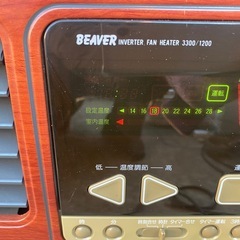 BEAVER INVERTER FAN HEATER 3300/1200
運転
設定温度 ◀ 14 16 18 20 22 24 26 28 ▶
室内温度
低 − 温度調節 − 高